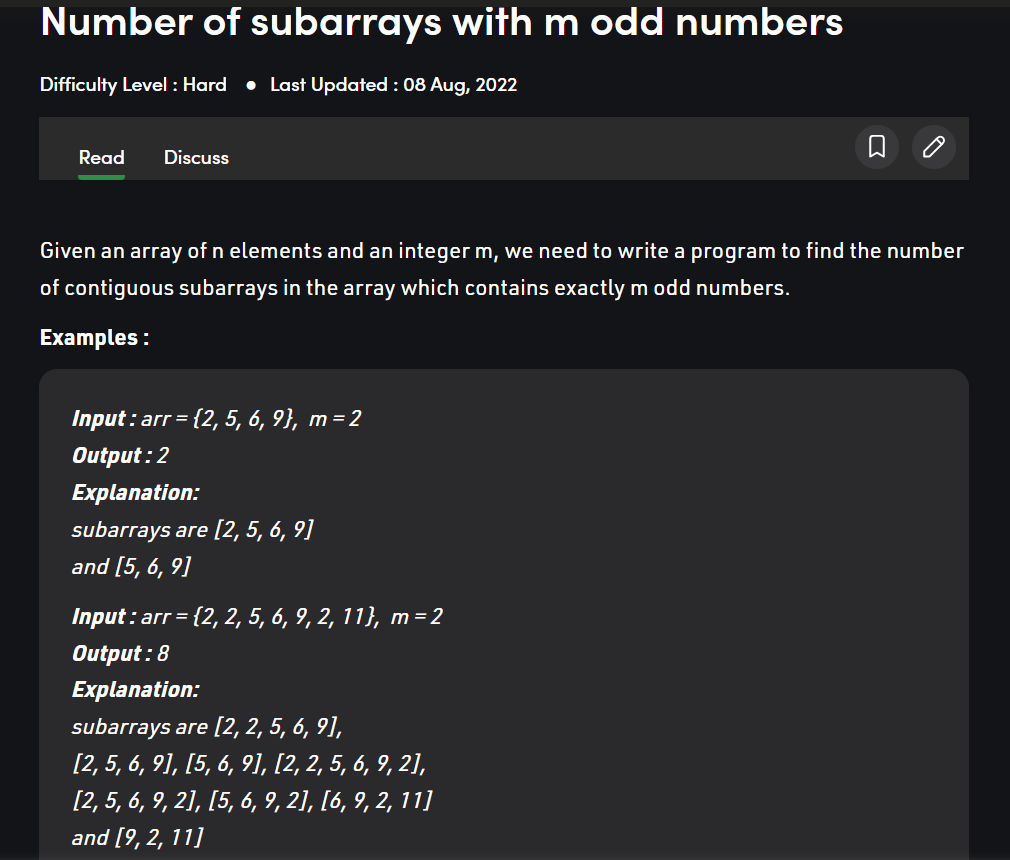 Number of subarrays with m odd numbers
Difficulty Level : Hard ● Last Updated : 08 Aug, 2022
Read Discuss
Given an array of n elements and an integer m, we need to write a program to find the number
of contiguous subarrays in the array which contains exactly m odd numbers.
Examples :
Input : arr = {2, 5, 6, 9}, m = 2
Output : 2
Explanation:
subarrays are [2, 5, 6, 9]
and [5, 6, 9]
Input : arr = {2, 2, 5, 6, 9, 2, 11}, m = 2
Output : 8
Explanation:
subarrays are [2, 2, 5, 6, 9],
[2, 5, 6, 9], [5, 6, 9], [2, 2, 5, 6, 9, 2],
[2, 5, 6, 9, 2], [5, 6, 9, 2], [6, 9, 2, 11]
and [9, 2, 11]